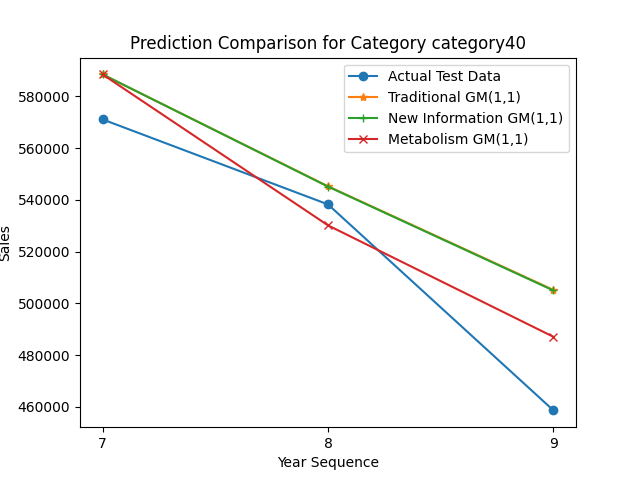 Prediction Comparison for Category category40
Actual Test Data
Traditional GM(1,1)
New Information GM(1,1)
Metabolism GM(1,1)
580000
560000
540000
520000
500000
480000
460000
Sales
7
8
9
Year Sequence